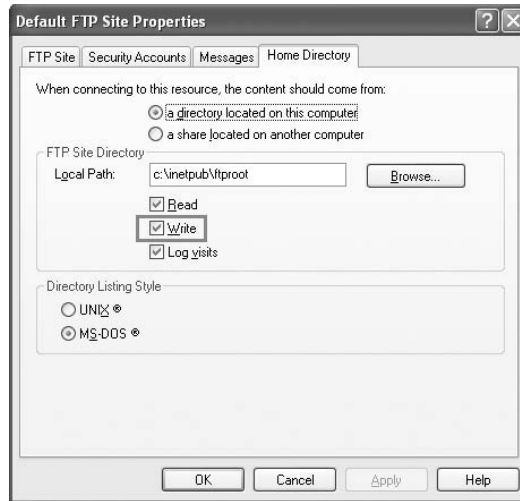 Default FTP Site Properties
FTP Site Security Accounts Messages Home Directory
When connecting to this resource, the content should come from:
a directory located on this computer
a share located on another computer
FTP Site Directory
Local Path: c:\inetpub\ftproot Browse...
Read
Write
Log visits
Directory Listing Style
UNIX ®
MS-DOS ®
OK Cancel Apply Help